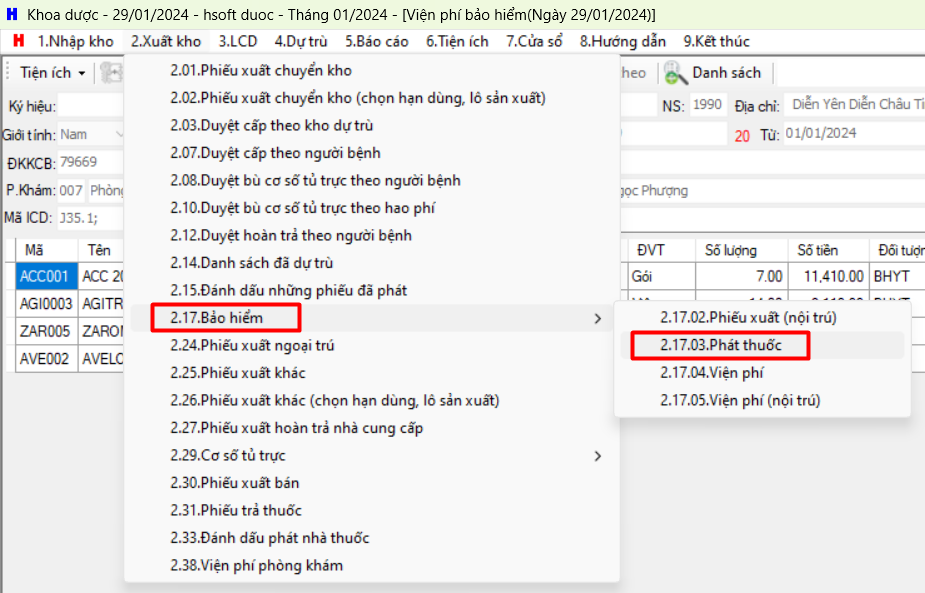 H Khoa dược - 29/01/2024 - hsoft duoc - Tháng 01/2024 - [Viện phí bảo hiểm(Ngày 29/01/2024)]
H 1.Nhập kho 2.Xuất kho 3.LCD 4.Dự trù 5.Báo cáo 6.Tiện ích 7.Cửa sổ 8.Hướng dẫn 9.Kết thúc
Tiện ích heo Danh sách
Ký hiệu: NS: 1990 Địa chỉ: Diễn Yên Diễn Châu
Giới tính: Nam 20 Từ: 01/01/2024
ĐKKCB: 79669
P.Khám: 007 Phượng
Mã ICD: J35.1;
Mã Tên ĐVT Số lượng Số tiền
ACC001 ACC Gói 7.00 11,410.00 BHYT
AGI0003 AGITR
ZAR005
AVE002
2.01.Phiếu xuất chuyển kho
2.02.Phiếu xuất chuyển kho (chọn hạn dùng, lô sản xuất)
2.03.Duyệt cấp theo kho dự trù
2.07.Duyệt cấp theo người bệnh
2.08.Duyệt bù cơ số tủ trực theo người bệnh
2.10.Duyệt bù cơ số tủ trực theo hao phí
2.12.Duyệt hoàn trả theo người bệnh
2.14.Danh sách đã dự trù
2.15.Đánh dấu những phiếu đã phát
2.17.Bảo hiểm
2.24.Phiếu xuất ngoại trú
2.25.Phiếu xuất khác
2.26.Phiếu xuất khác (chọn hạn dùng, lô sản xuất)
2.27.Phiếu xuất hoàn trả nhà cung cấp
2.29.Cơ số tủ trực
2.30.Phiếu xuất bán
2.31.Phiếu trả thuốc
2.33.Đánh dấu phát nhà thuốc
2.38.Viện phí phòng khám
2.17.02.Phiếu xuất (nội trú)
2.17.03.Phát thuốc
2.17.04.Viện phí
2.17.05.Viện phí (nội trú)